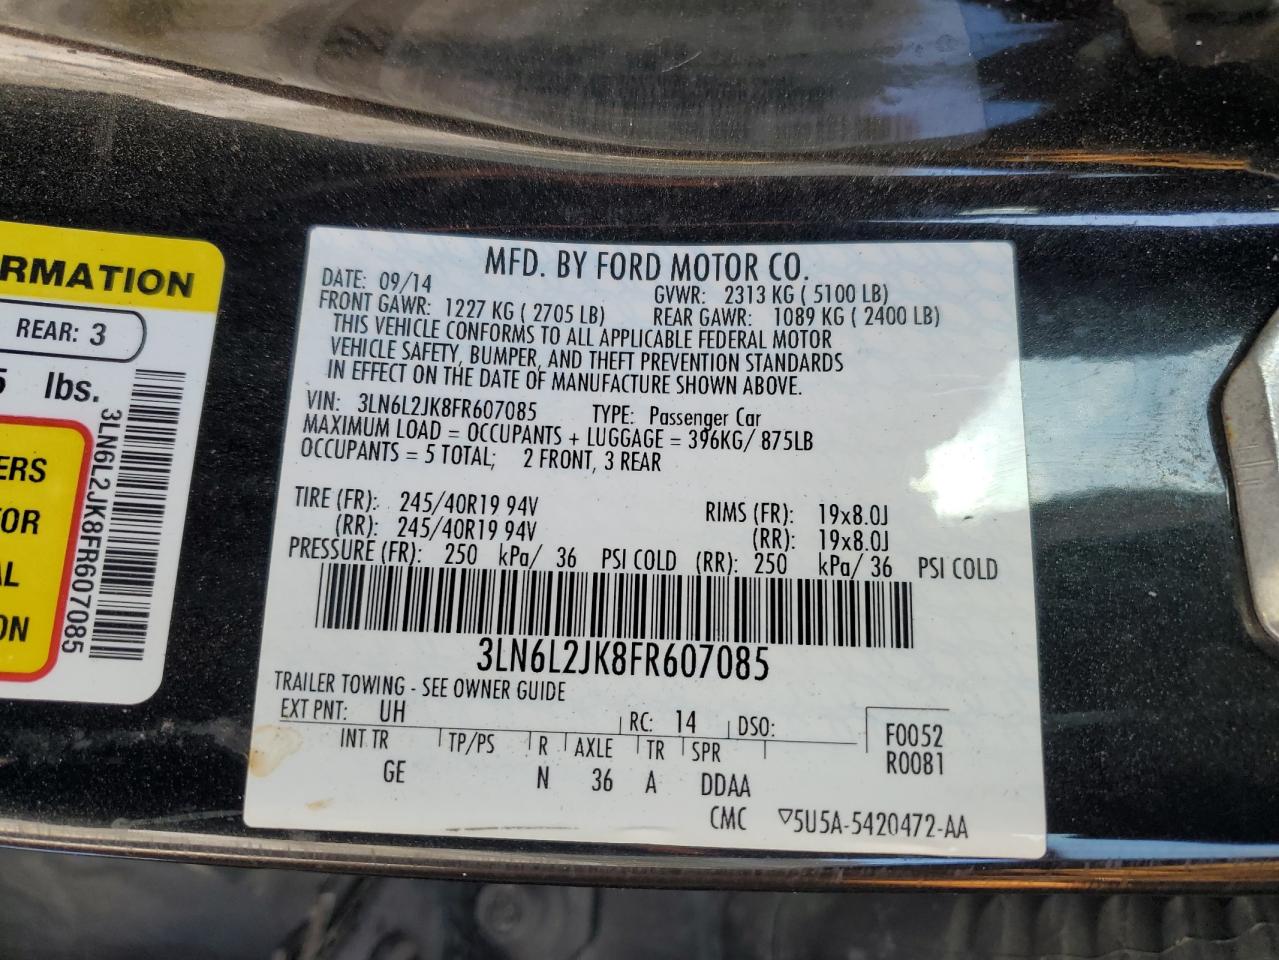 RMATION
REAR: 3
5 lbs.
ERS
TOR
AL
ON
3LN6L2JK8FR607085
MFD. BY FORD MOTOR CO.
DATE: 09/14 GVWR: 2313 KG ( 5100 LB)
FRONT GAWR: 1227 KG ( 2705 LB) REAR GAWR: 1089 KG ( 2400 LB)
THIS VEHICLE CONFORMS TO ALL APPLICABLE FEDERAL MOTOR
VEHICLE SAFETY, BUMPER, AND THEFT PREVENTION STANDARDS
IN EFFECT ON THE DATE OF MANUFACTURE SHOWN ABOVE.
VIN: 3LN6L2JK8FR607085 TYPE: Passenger Car
MAXIMUM LOAD = OCCUPANTS + LUGGAGE = 396KG/ 875LB
OCCUPANTS = 5 TOTAL; 2 FRONT, 3 REAR
TIRE (FR): 245/40R19 94V RIMS (FR): 19x8.0J
(RR): 245/40R19 94V (RR): 19x8.0J
PRESSURE (FR): 250 kPa/ 36 PSI COLD (RR): 250 kPa/ 36 PSI COLD
3LN6L2JK8FR607085
TRAILER TOWING - SEE OWNER GUIDE
EXT PNT: UH RC: 14 DSO: F0052
INT TR TP/PS R AXLE TR SPR R0081
GE N 36 A DDAA
CMC ▽5U5A-5420472-AA